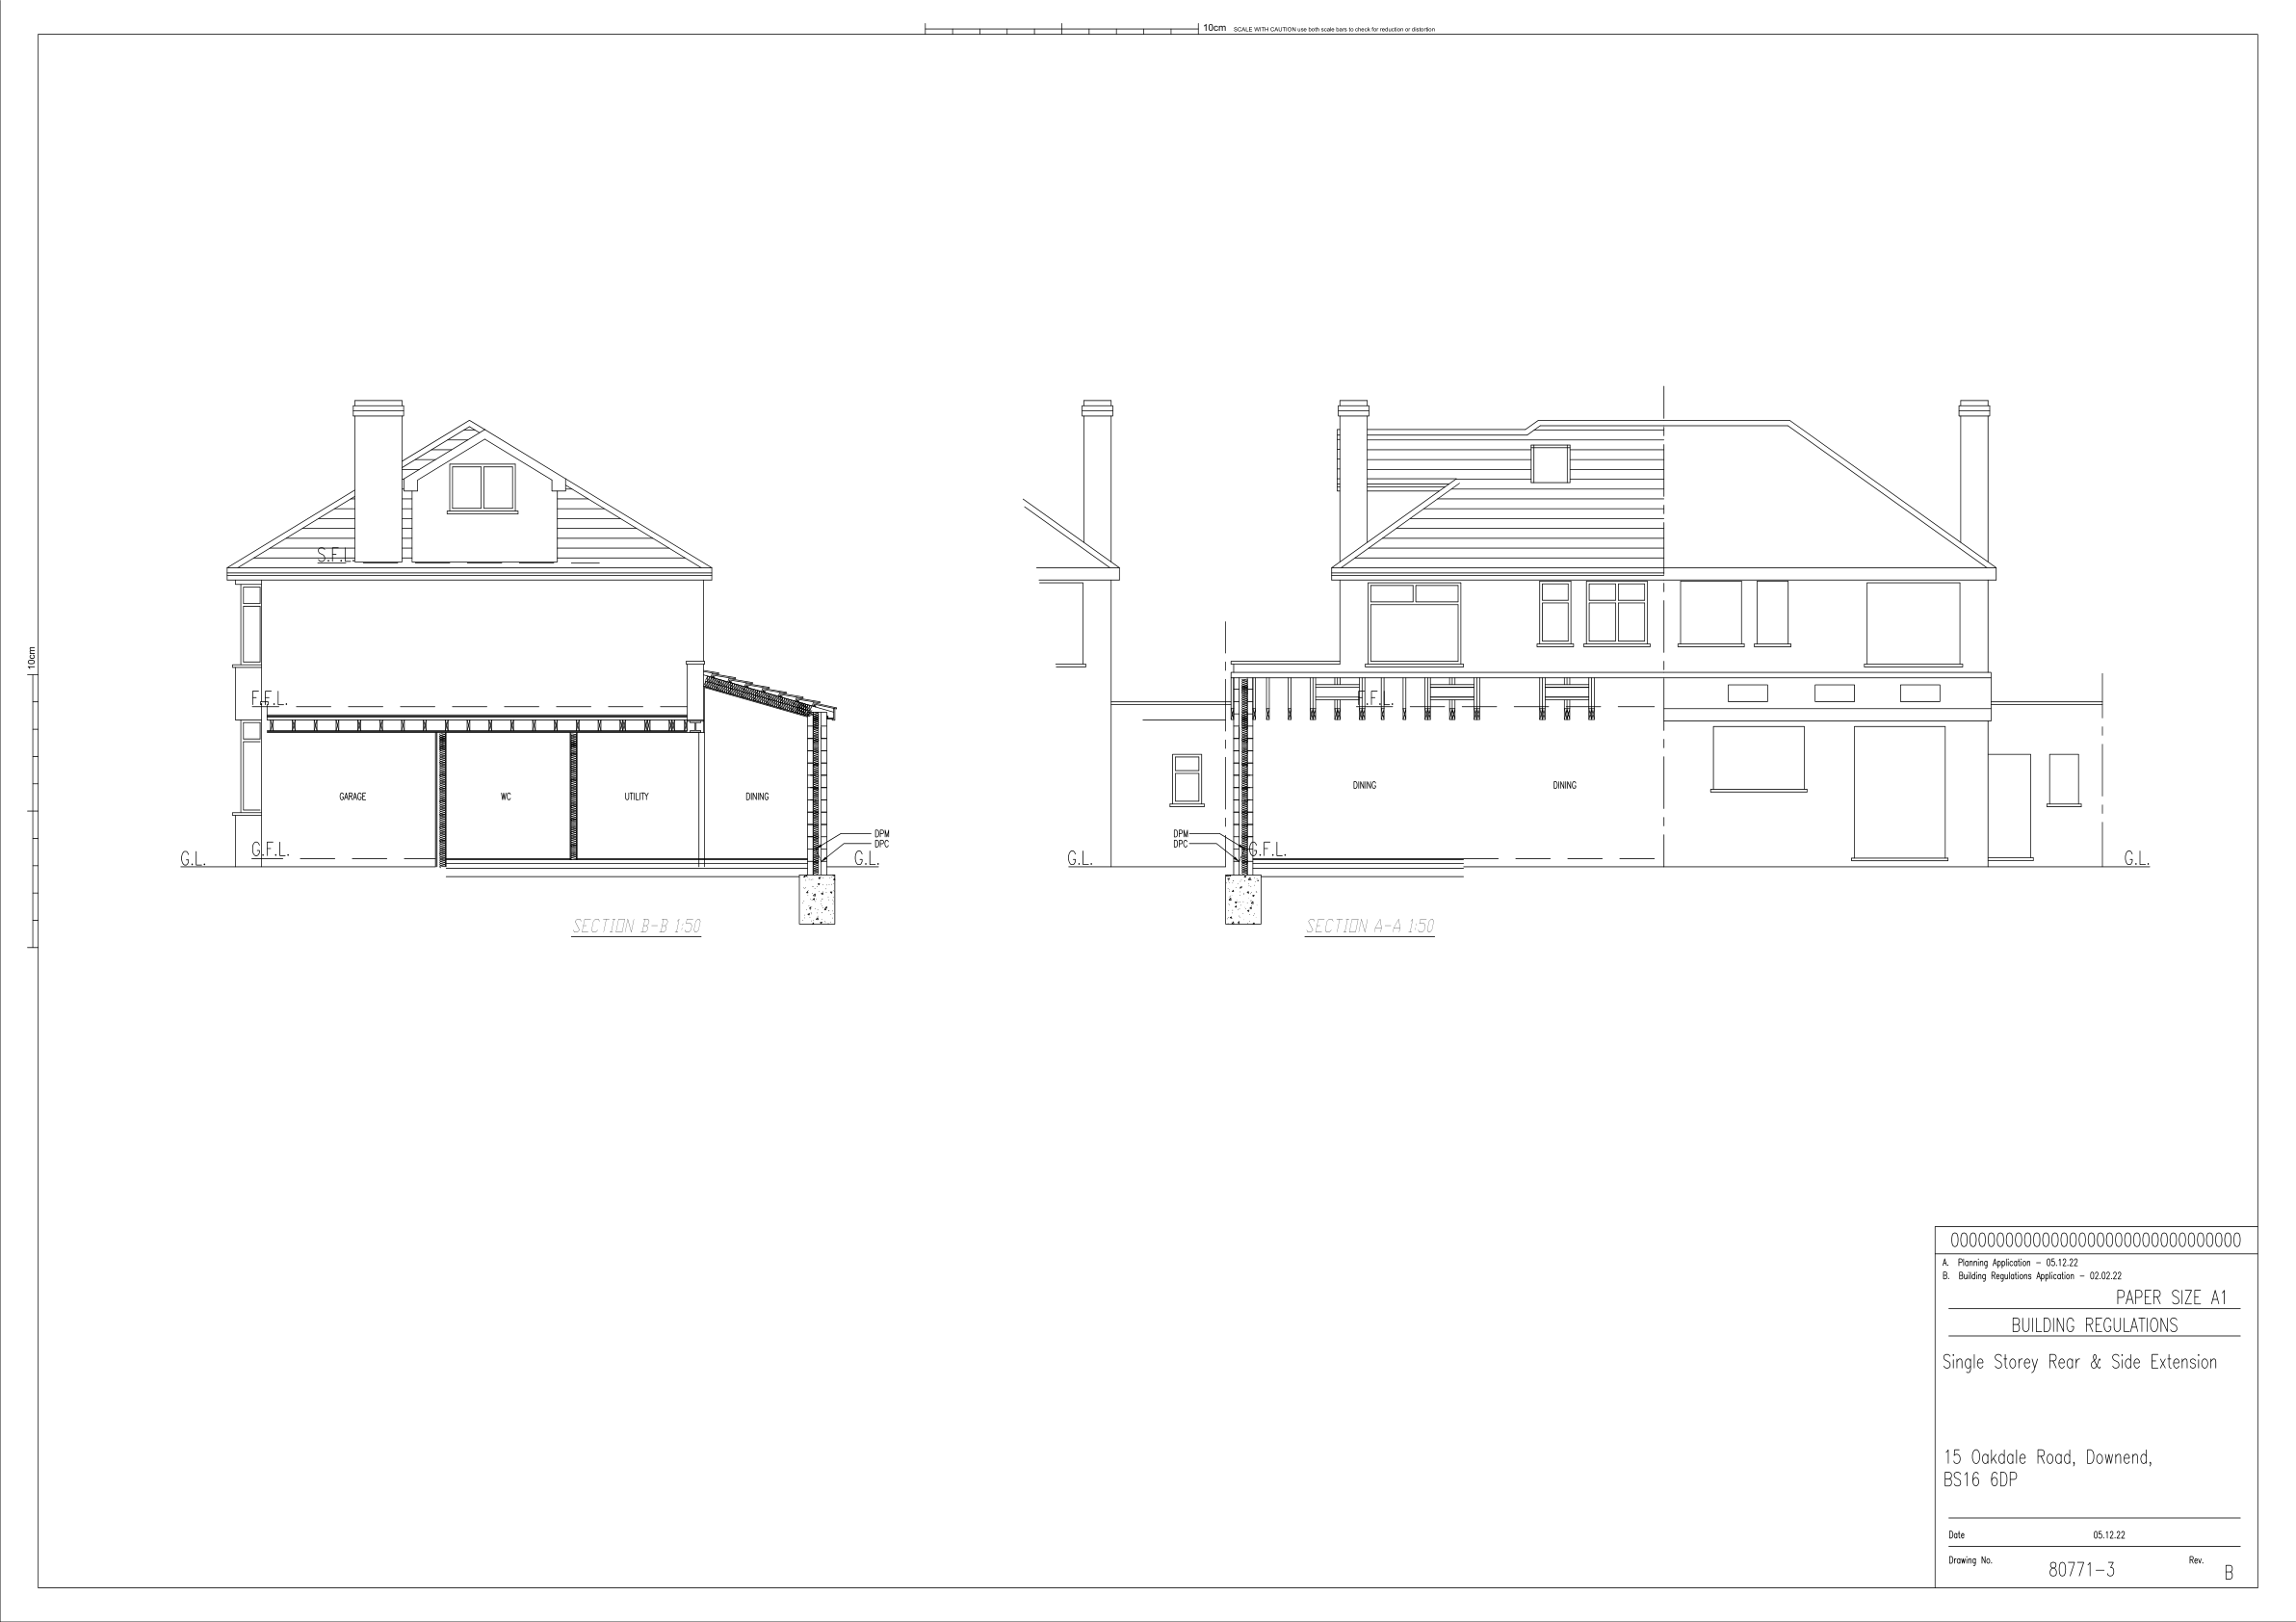 10cm SCALE WITH CAUTION use both scale bars to check for reduction or distortion
10cm
S.F.L.
F.F.L.
F.F.L.
GARAGE
WC
UTILITY
DINING
DINING
DINING
DPM
DPC
DPM
DPC
G.L.
G.F.L.
G.L.
G.L.
G.F.L.
G.L.
SECTION B-B 1:50
SECTION A-A 1:50
00000000000000000000000000000000
A. Planning Application - 05.12.22
B. Building Regulations Application - 02.02.22
PAPER SIZE A1
BUILDING REGULATIONS
Single Storey Rear & Side Extension
15 Oakdale Road, Downend,
BS16 6DP
Date 05.12.22
Drawing No. 80771-3 Rev. B